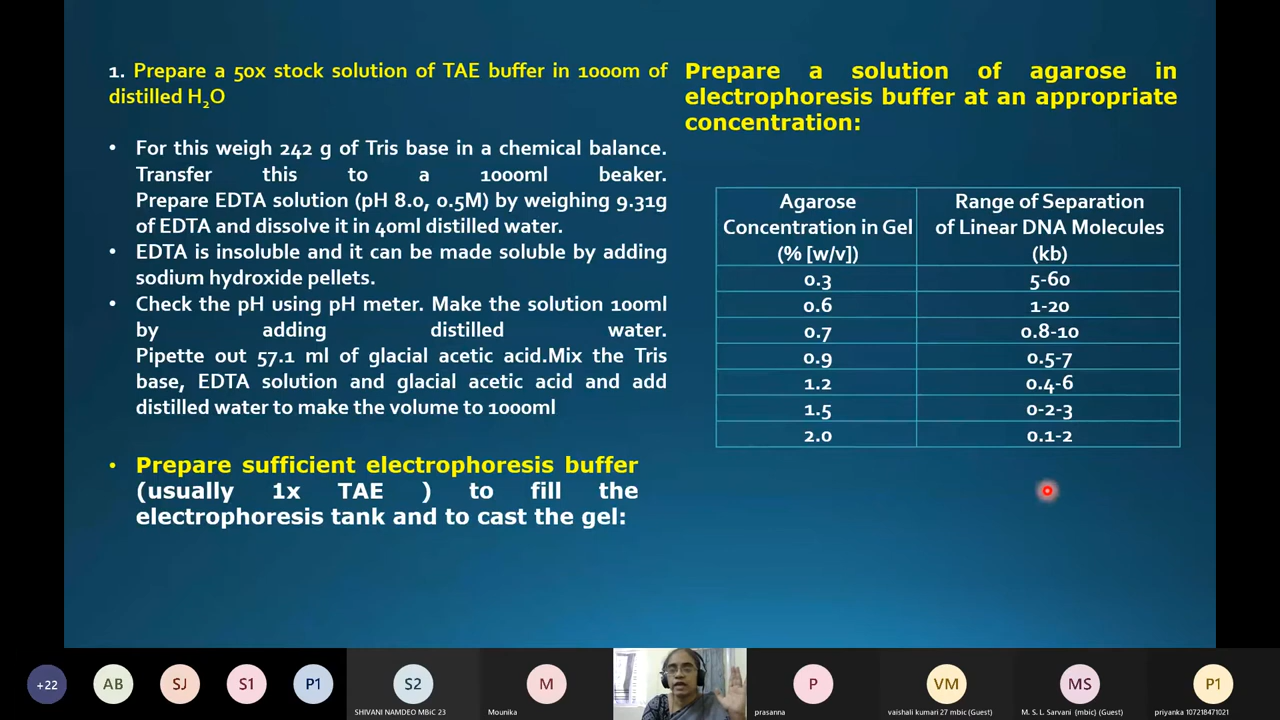 1. Prepare a 50x stock solution of TAE buffer in 1000m of
distilled H₂O
• For this weigh 242 g of Tris base in a chemical balance.
Transfer this to a 1000ml beaker.
Prepare EDTA solution (pH 8.0, 0.5M) by weighing 9.31g
of EDTA and dissolve it in 40ml distilled water.
• EDTA is insoluble and it can be made soluble by adding
sodium hydroxide pellets.
• Check the pH using pH meter. Make the solution 100ml
by adding distilled water.
Pipette out 57.1 ml of glacial acetic acid.Mix the Tris
base, EDTA solution and glacial acetic acid and add
distilled water to make the volume to 1000ml
• Prepare sufficient electrophoresis buffer
(usually 1x TAE ) to fill the
electrophoresis tank and to cast the gel:
Prepare a solution of agarose in
electrophoresis buffer at an appropriate
concentration:
Agarose
Concentration in Gel
(% [w/v])
Range of Separation
of Linear DNA Molecules
(kb)
0.3 5-60
0.6 1-20
0.7 0.8-10
0.9 0.5-7
1.2 0.4-6
1.5 0-2-3
2.0 0.1-2
+22
AB
SJ
S1
P1
S2
SHIVANI NAMDEO MBiC 23
M
Mounika
P
prasanna
VM
vaishali kumari 27 mbic (Guest)
MS
M. S. L. Sarvani (mbic) (Guest)
P1
priyanka 107218471021